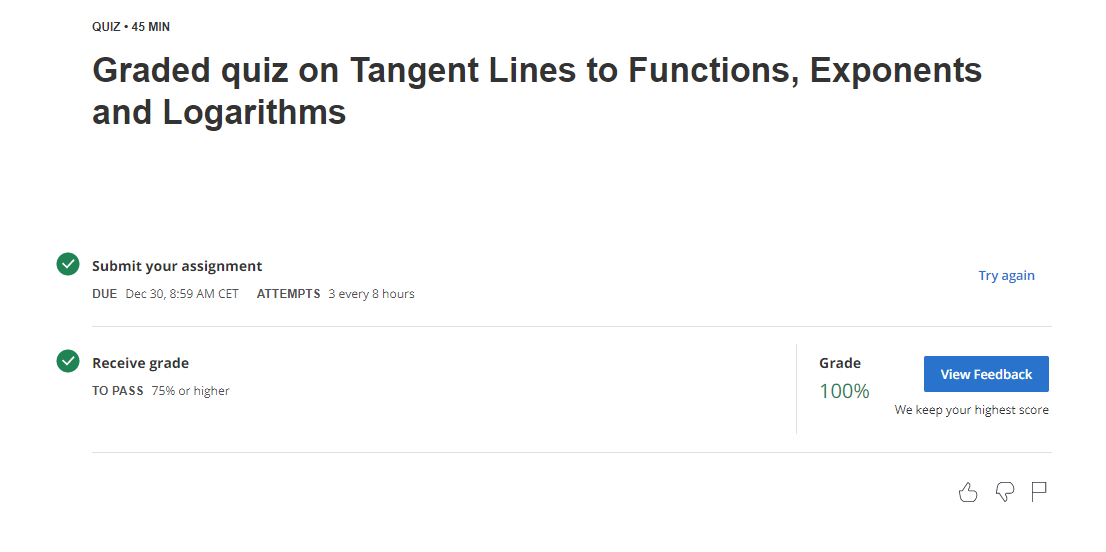 QUIZ • 45 MIN
Graded quiz on Tangent Lines to Functions, Exponents
and Logarithms
Submit your assignment
DUE Dec 30, 8:59 AM CET ATTEMPTS 3 every 8 hours
Try again
Receive grade
TO PASS 75% or higher
Grade
100%
View Feedback
We keep your highest score